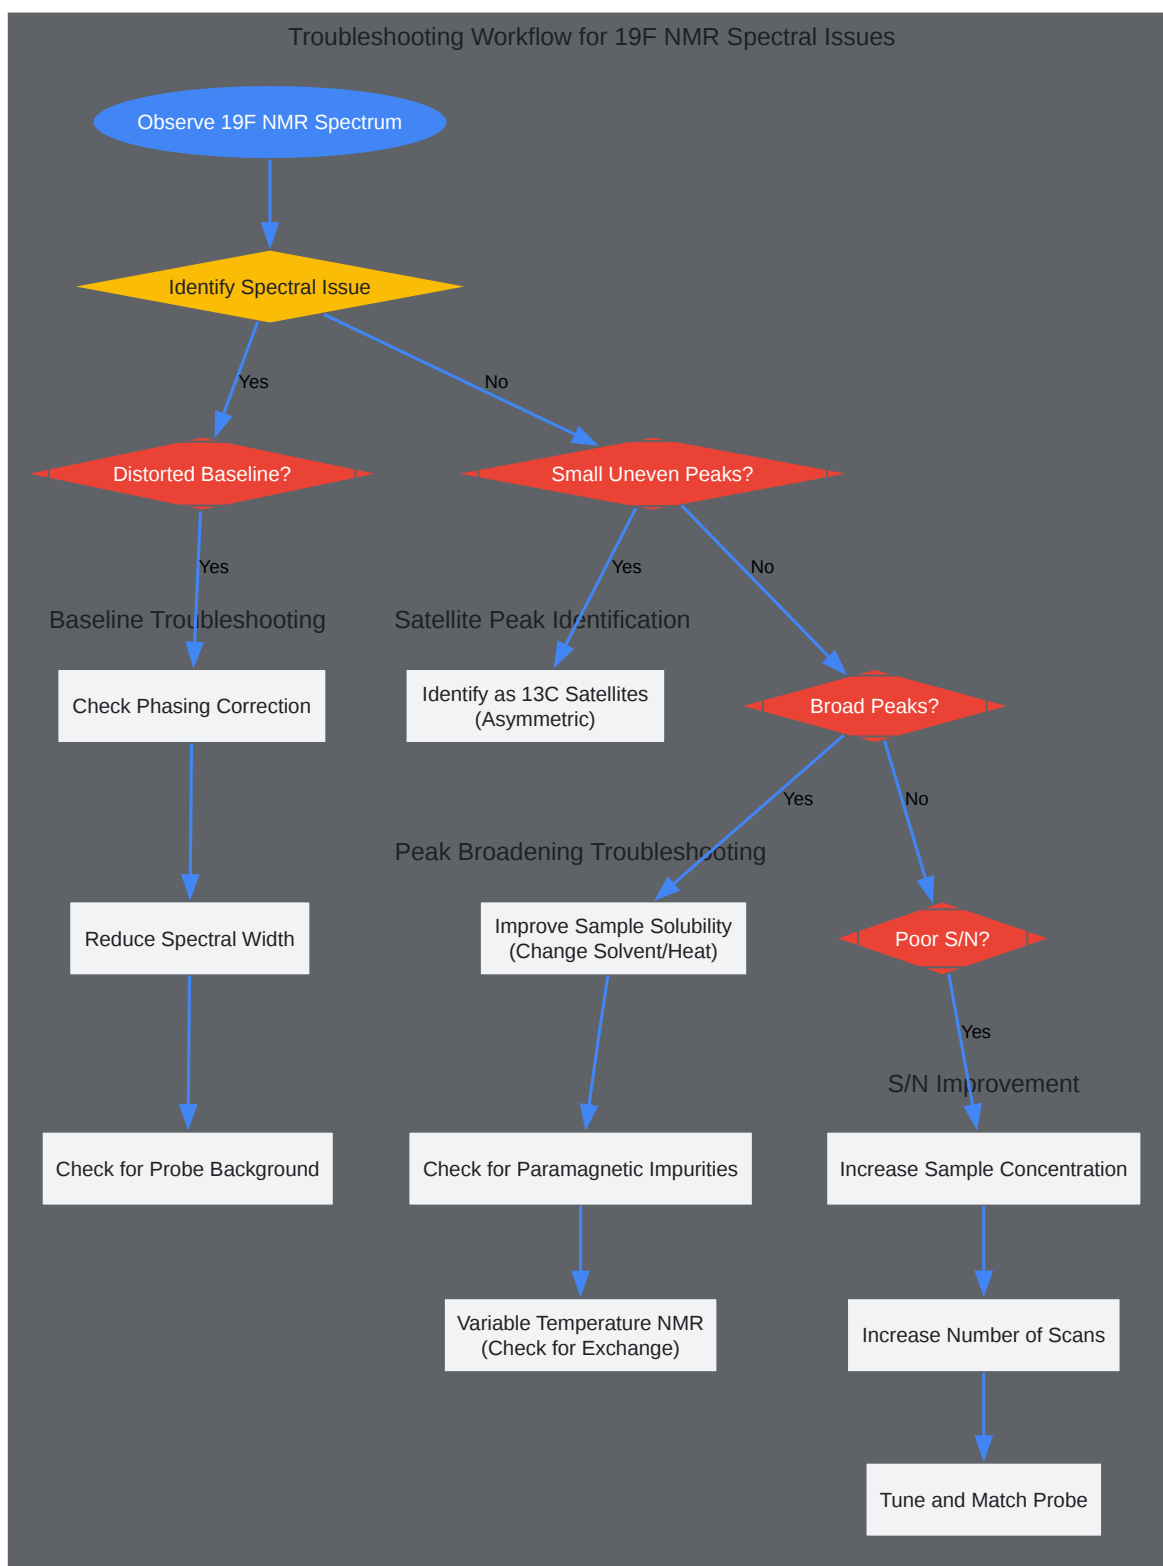 Troubleshooting Workflow for 19F NMR Spectral Issues
Observe 19F NMR Spectrum
Identify Spectral Issue
Yes
No
Distorted Baseline?
Small Uneven Peaks?
Yes
Yes
No
Baseline Troubleshooting
Satellite Peak Identification
Check Phasing Correction
Identify as 13C Satellites
(Asymmetric)
Broad Peaks?
Yes
No
Peak Broadening Troubleshooting
Reduce Spectral Width
Improve Sample Solubility
(Change Solvent/Heat)
Poor S/N?
Yes
S/N Improvement
Check for Probe Background
Check for Paramagnetic Impurities
Increase Sample Concentration
Variable Temperature NMR
(Check for Exchange)
Increase Number of Scans
Tune and Match Probe